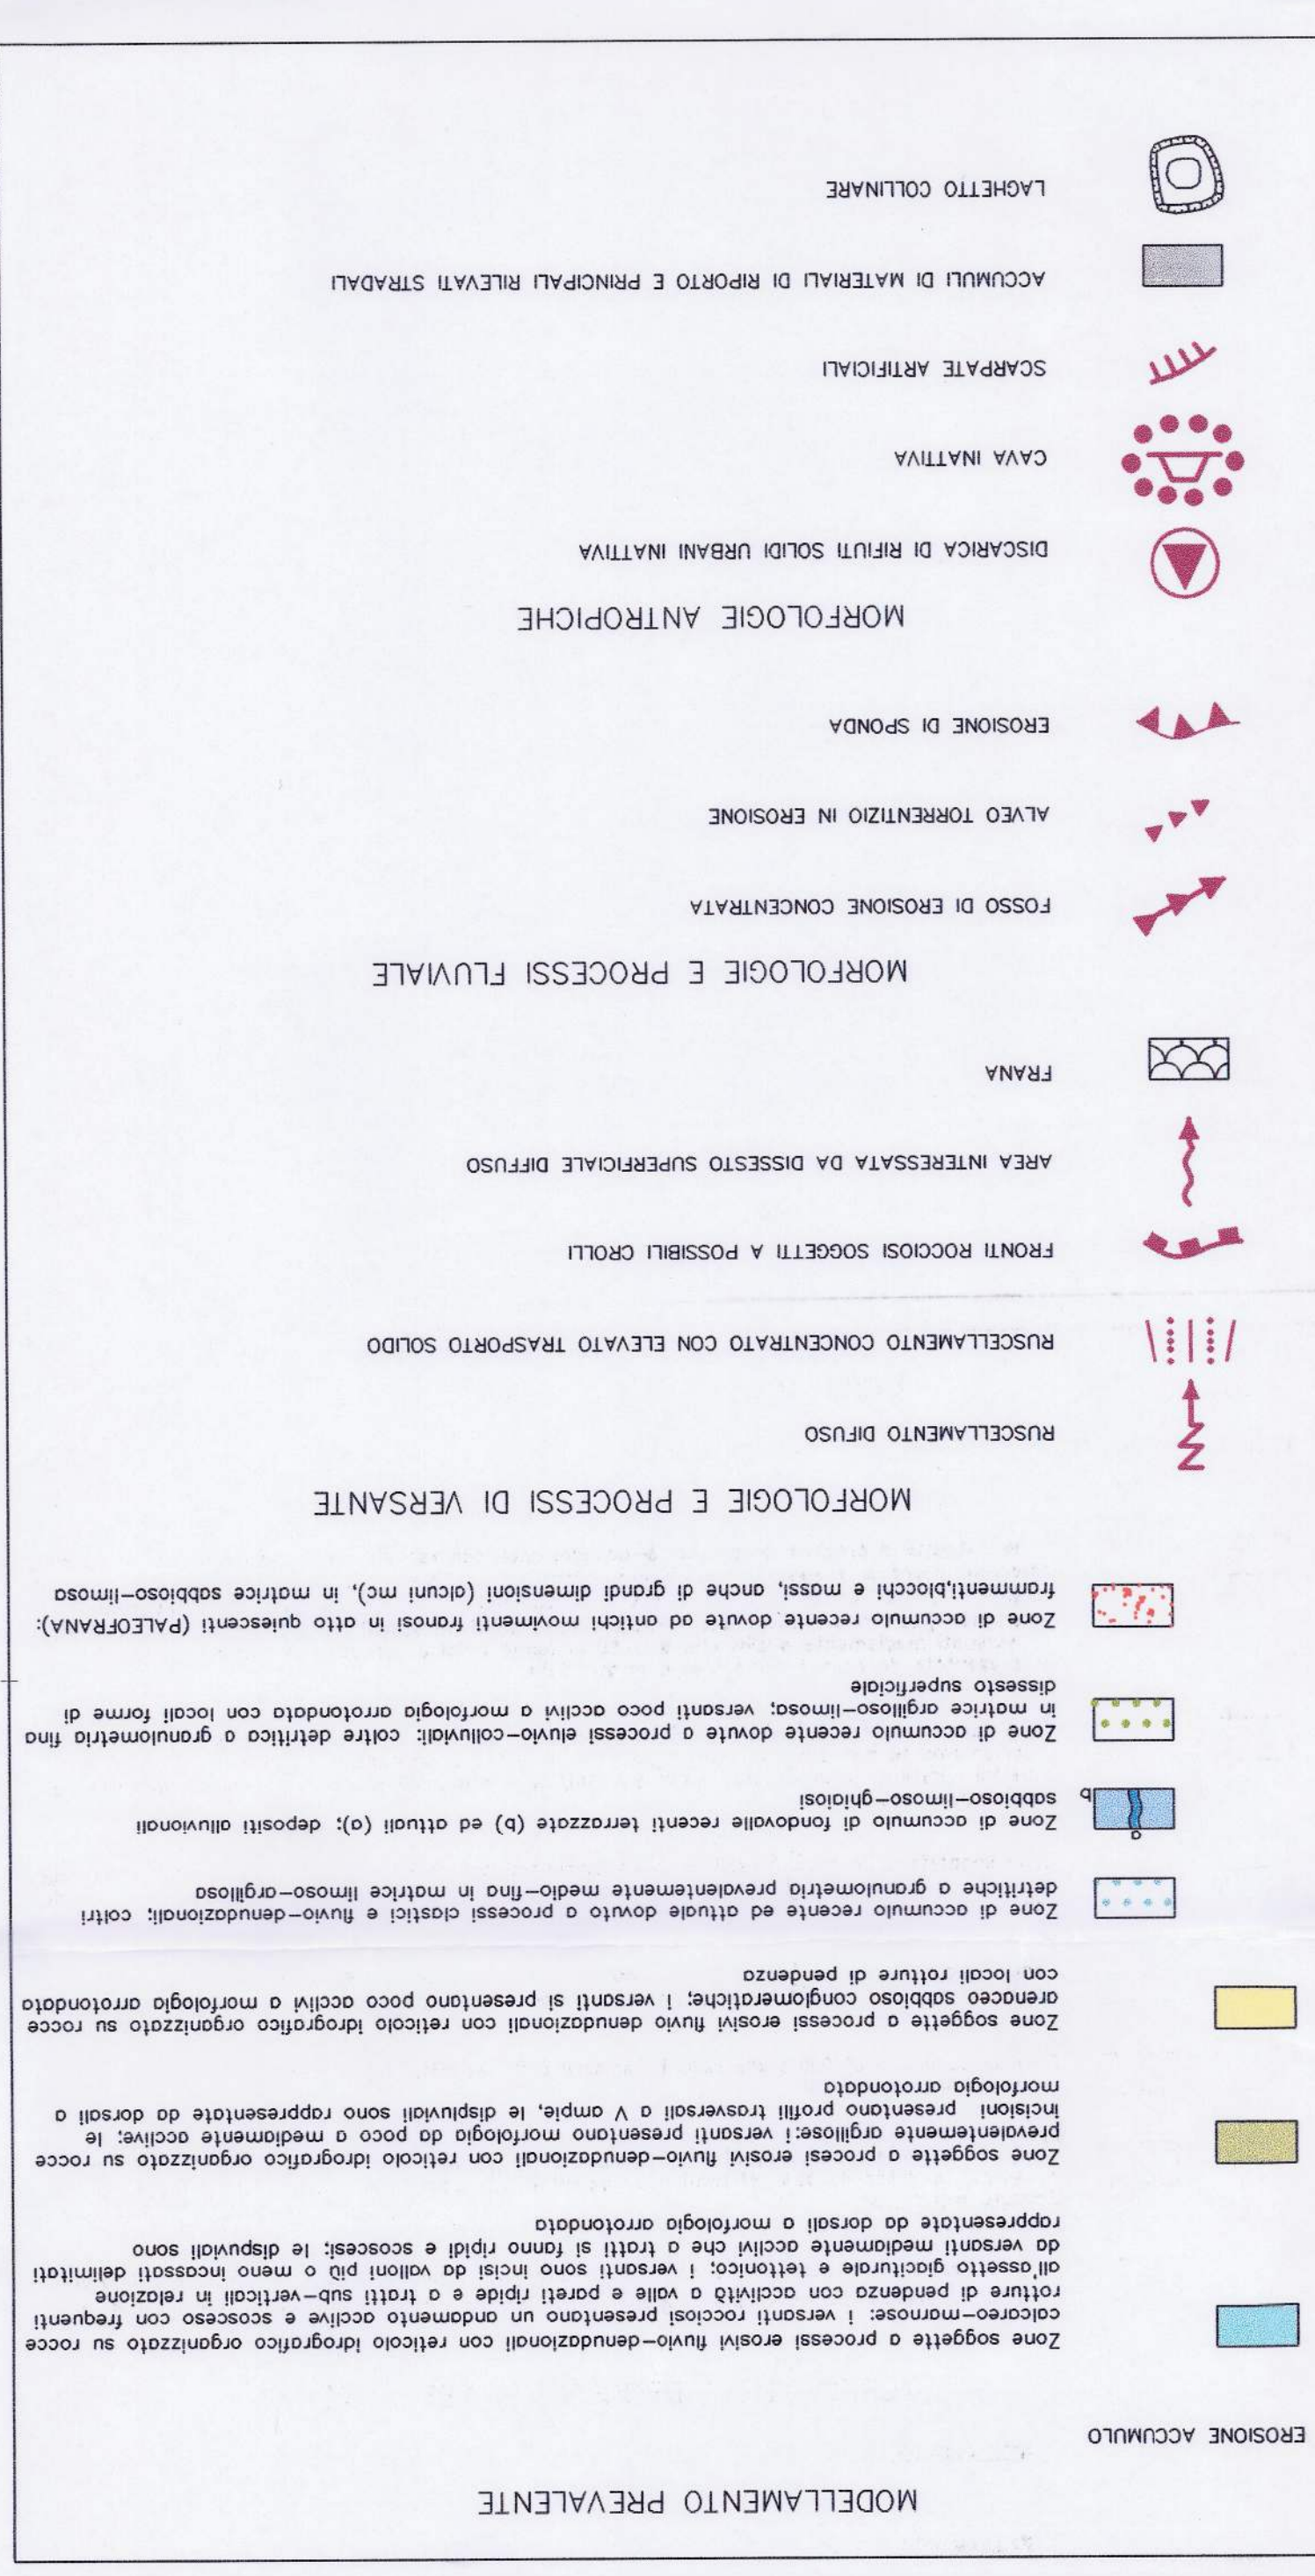 MODELLAMENTO PREVALENTE
EROSIONE ACCUMULO
Zone soggette a processi erosivi fluvio-denudazionali con reticolo idrografico organizzato su rocce
calcareo-marnose: i versanti rocciosi presentano un andamento acclive e scosceso con frequenti
rotture di pendenza con acclività a valle e pareti ripide e a tratti sub-verticali in relazione
all'assetto giaciturale e tettonico; i versanti sono incisi da valloni più o meno incassati delimitati
da versanti mediamente acclivi che a tratti si fanno ripidi e scoscesi; le dispuviali sono
rappresentate da dorsali a morfologia arrotondata
Zone soggette a procesi erosivi fluvio-denudazionali con reticolo idrografico organizzato su rocce
prevalentemente argillose:i versanti presentano morfologia da poco a mediamente acclive; le
incisioni presentano profili trasversali a V ampie, le displuviali sono rappresentate da dorsali a
morfologia arrotondata
Zone soggette a processi erosivi fluvio denudazionali con reticolo idrografico organizzato su rocce
arenaceo sabbioso conglomeratiche; i versanti si presentano poco acclivi a morfologia arrotondata
con locali rotture di pendenza
Zone di accumulo recente ed attuale dovuto a processi clastici e fluvio-denudazionali; coltri
detritiche a granulometria prevalentemente medio-fina in matrice limoso-argillosa
a
b
Zone di accumulo di fondovalle recenti terrazzate (b) ed attuali (a); depositi alluvionali
sabbioso-limoso-ghiaiosi
Zone di accumulo recente dovute a processi eluvio-colluviali: coltre detritica a granulometria fina
in matrice argilloso-limosa; versanti poco acclivi a morfologia arrotondata con locali forme di
dissesto superficiale
Zone di accumulo recente dovute ad antichi movimenti franosi in atto quiescenti (PALEOFRANA):
frammenti,blocchi e massi, anche di grandi dimensioni (alcuni mc), in matrice sabbioso-limosa
MORFOLOGIE E PROCESSI DI VERSANTE
RUSCELLAMENTO DIFUSO
RUSCELLAMENTO CONCENTRATO CON ELEVATO TRASPORTO SOLIDO
FRONTI ROCCIOSI SOGGETTI A POSSIBILI CROLLI
AREA INTERESSATA DA DISSESTO SUPERFICIALE DIFFUSO
FRANA
MORFOLOGIE E PROCESSI FLUVIALE
FOSSO DI EROSIONE CONCENTRATA
ALVEO TORRENTIZIO IN EROSIONE
EROSIONE DI SPONDA
MORFOLOGIE ANTROPICHE
DISCARICA DI RIFIUTI SOLIDI URBANI INATTIVA
CAVA INATTIVA
SCARPATE ARTIFICIALI
ACCUMULI DI MATERIALI DI RIPORTO E PRINCIPALI RILEVATI STRADALI
LAGHETTO COLLINARE